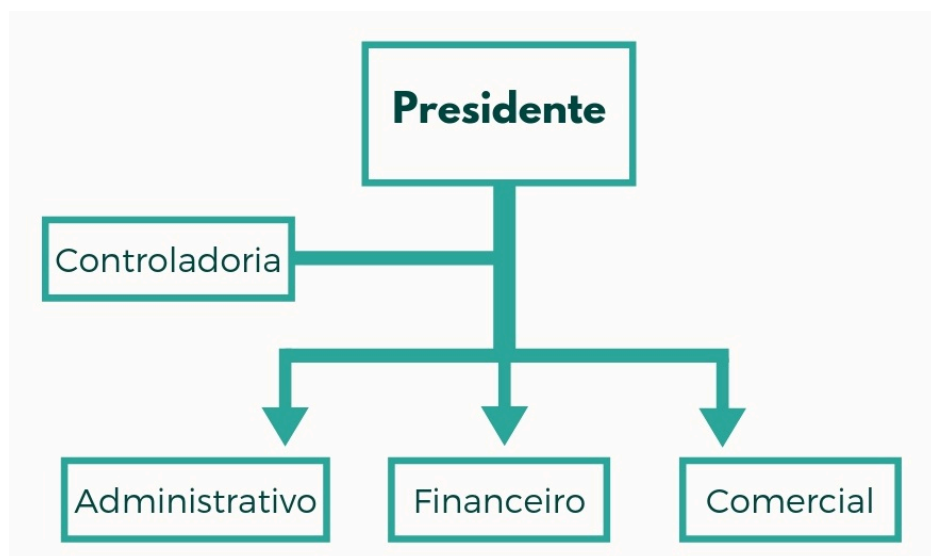 Presidente
Controladoria
Administrativo
Financeiro
Comercial